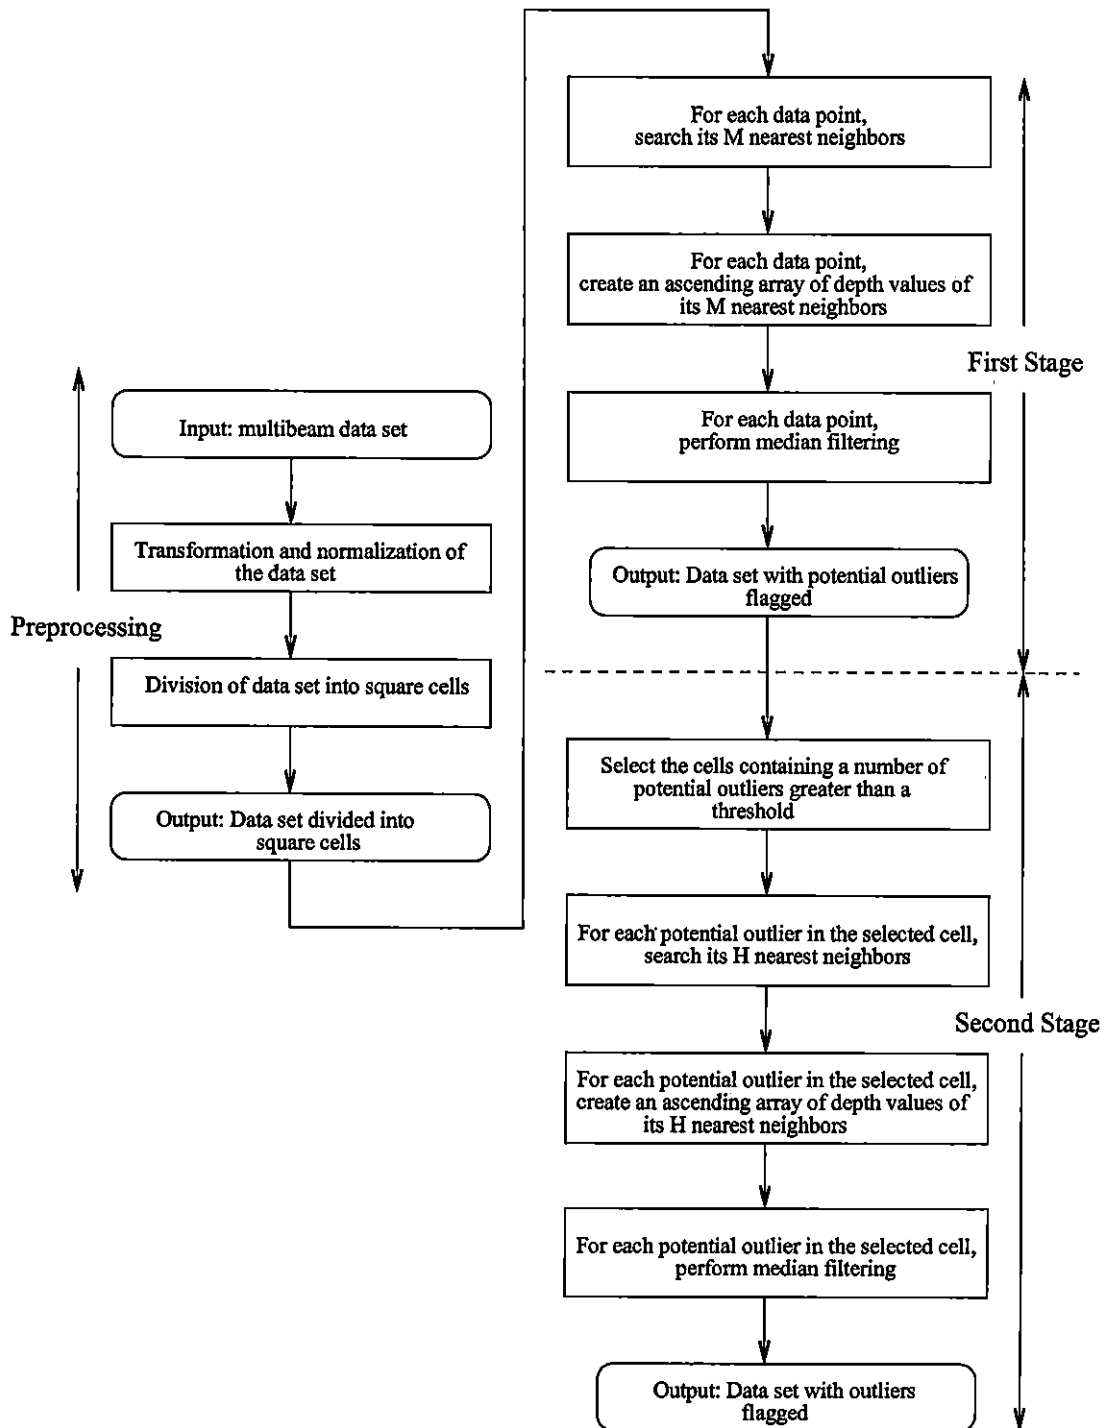 Preprocessing
Input: multibeam data set
Transformation and normalization of
the data set
Division of data set into square cells
Output: Data set divided into
square cells
First Stage
For each data point,
search its M nearest neighbors
For each data point,
create an ascending array of depth values of
its M nearest neighbors
For each data point,
perform median filtering
Output: Data set with potential outliers
flagged
Second Stage
Select the cells containing a number of
potential outliers greater than a
threshold
For each potential outlier in the selected cell,
search its H nearest neighbors
For each potential outlier in the selected cell,
create an ascending array of depth values of
its H nearest neighbors
For each potential outlier in the selected cell,
perform median filtering
Output: Data set with outliers
flagged